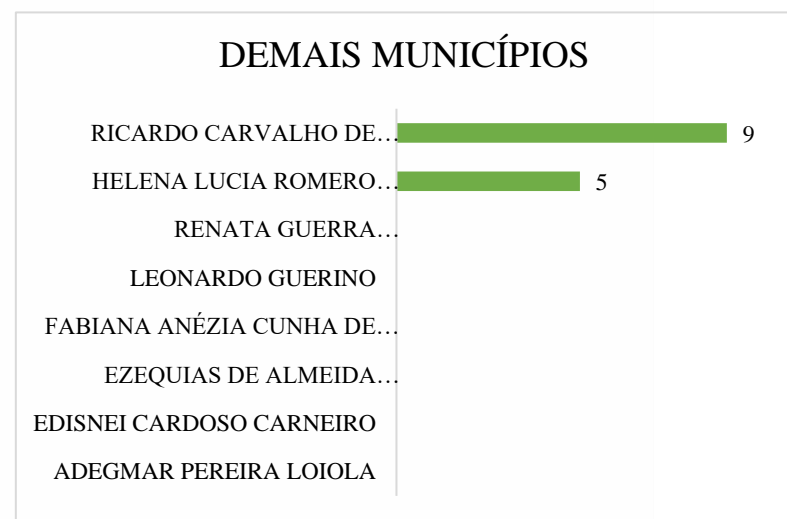 DEMAIS MUNICÍPIOS
RICARDO CARVALHO DE… 9
HELENA LUCIA ROMERO… 5
RENATA GUERRA…
LEONARDO GUERINO
FABIANA ANÉZIA CUNHA DE…
EZEQUIAS DE ALMEIDA…
EDISNEI CARDOSO CARNEIRO
ADEGMAR PEREIRA LOIOLA